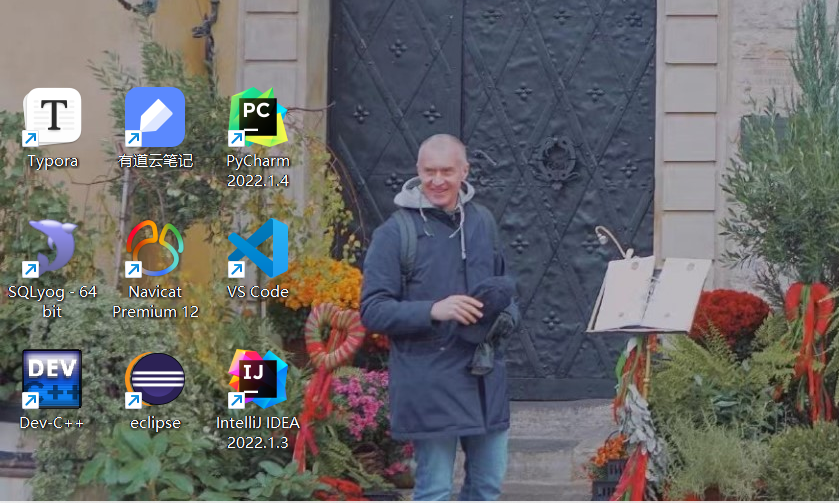 T
Typora
有道云笔记
PC
PyCharm
2022.1.4
SQLyog - 64
bit
Navicat
Premium 12
VS Code
DEV
C++
Dev-C++
eclipse
IJ
IntelliJ IDEA
2022.1.3